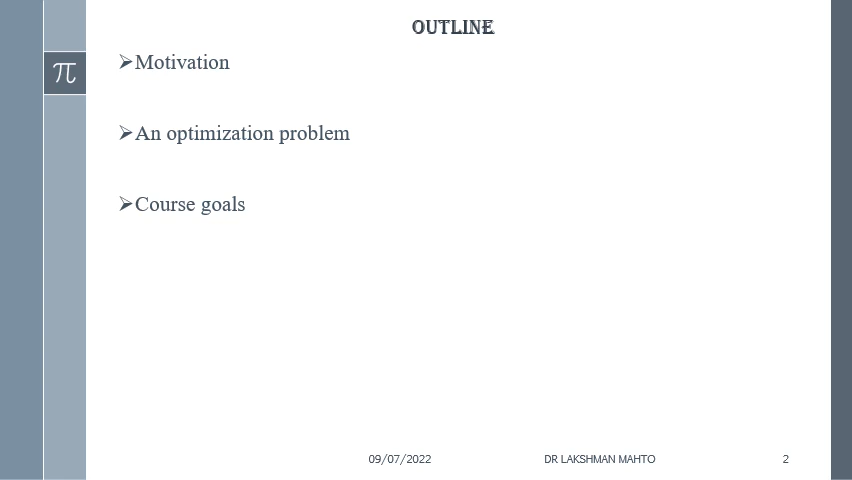 OUTLINE
➢Motivation
π
➢An optimization problem
➢Course goals
09/07/2022 DR LAKSHMAN MAHTO 2